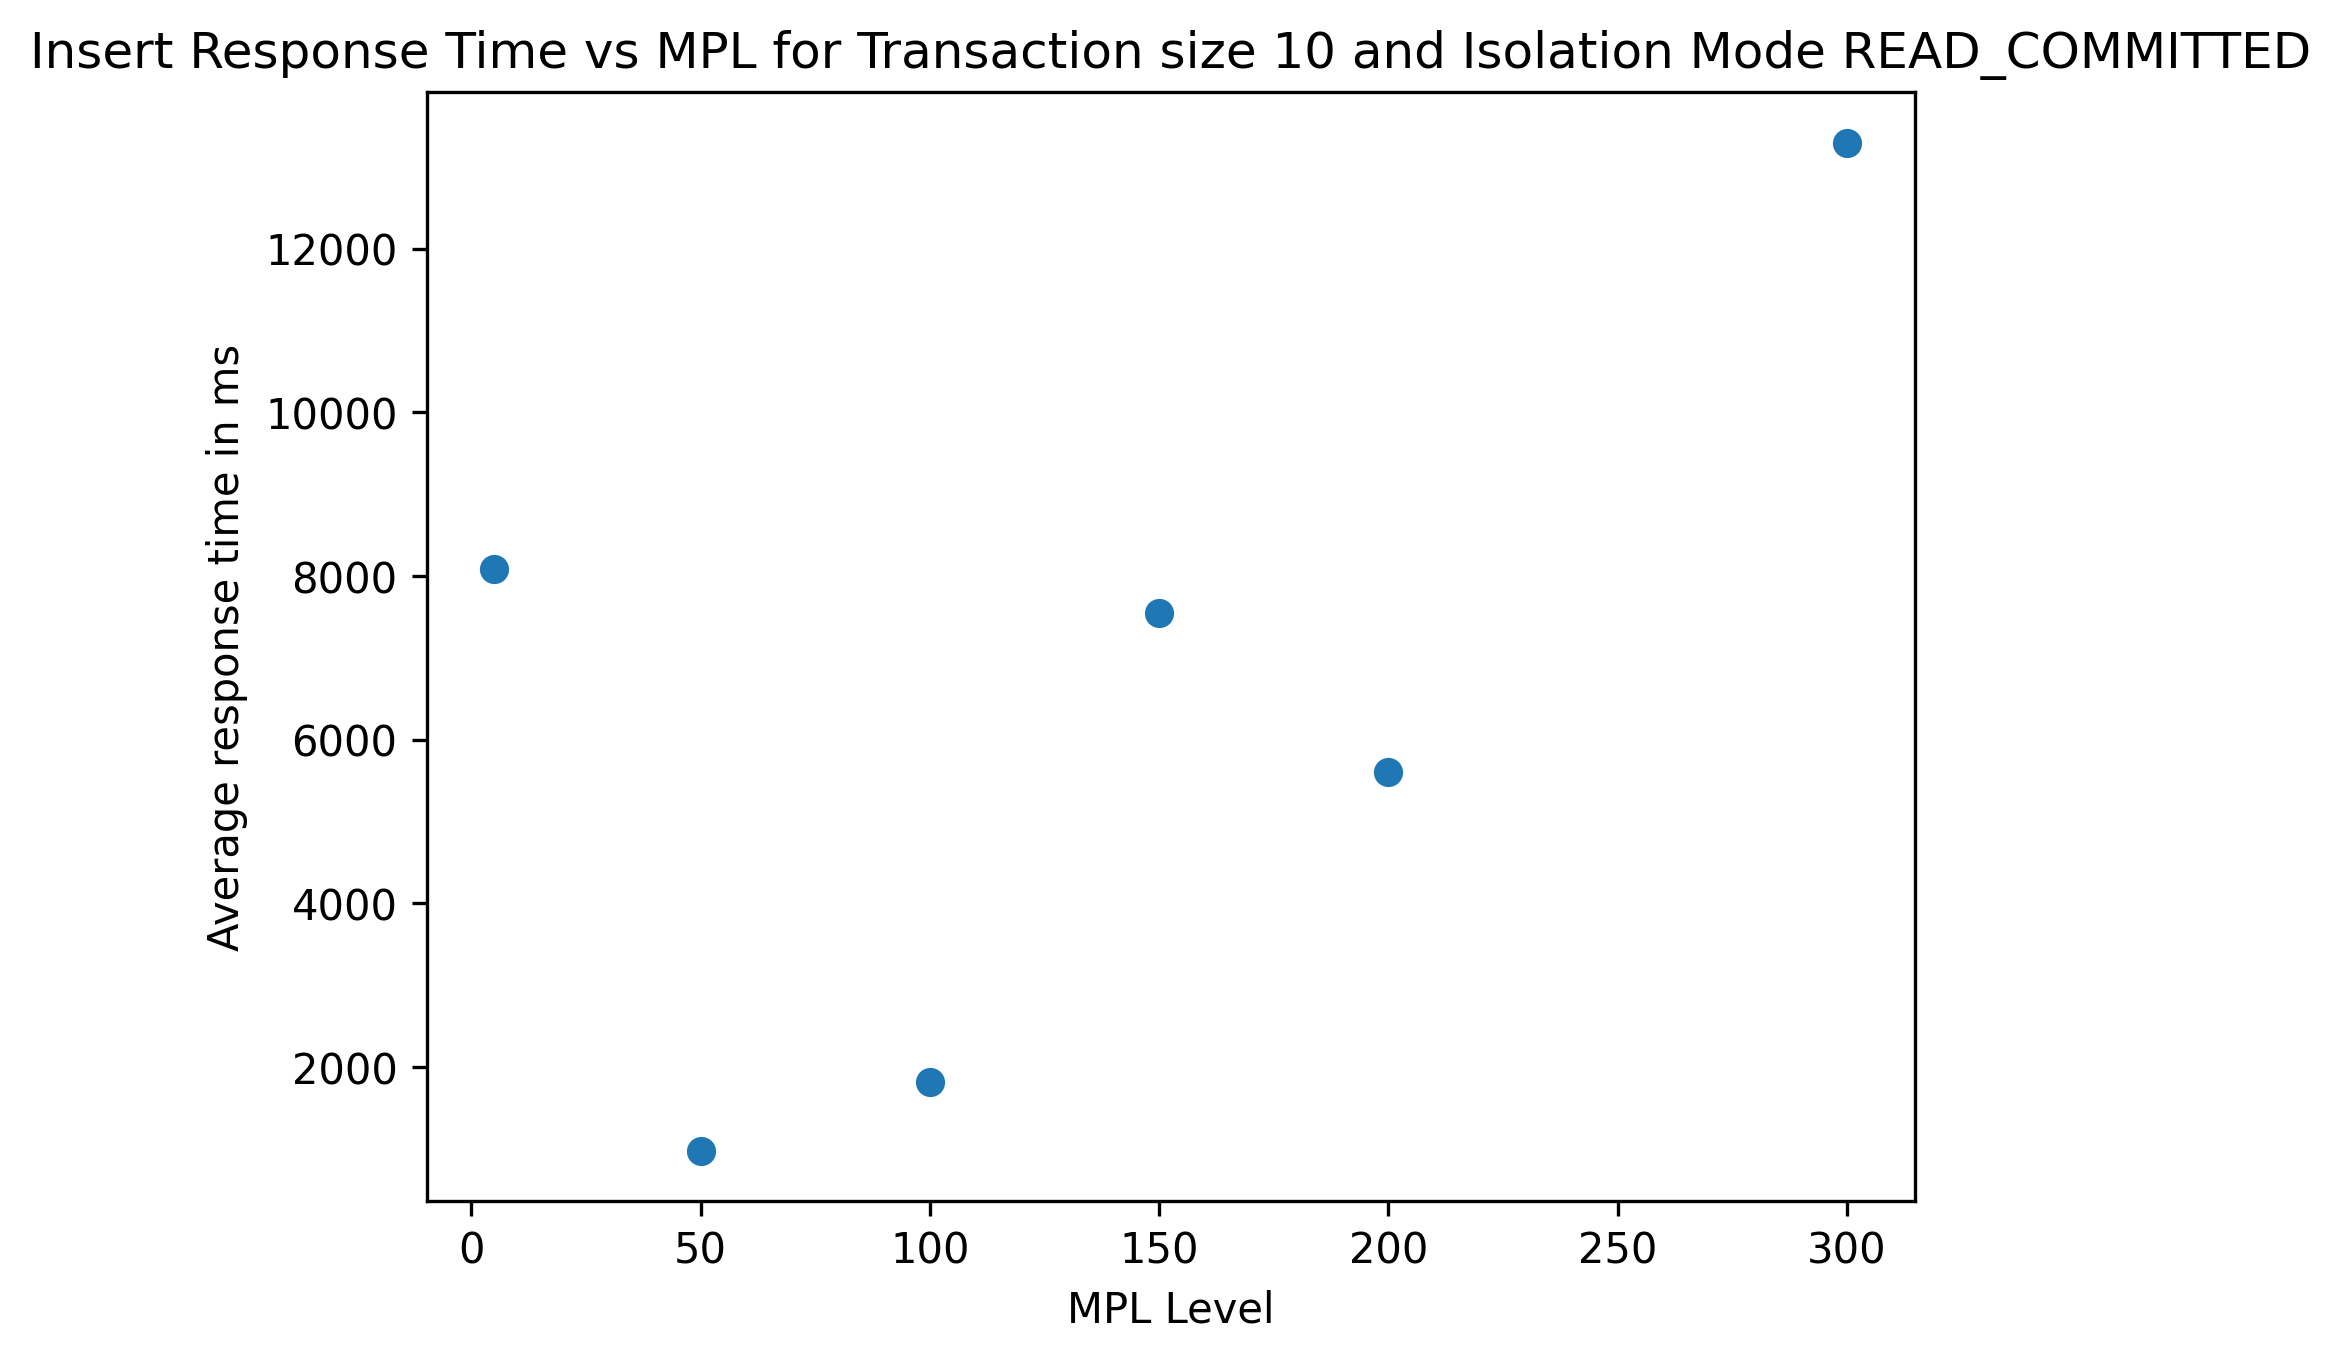 Insert Response Time vs MPL for Transaction size 10 and Isolation Mode READ_COMMITTED
12000
10000
8000
6000
4000
2000
Average response time in ms
0 50 100 150 200 250 300
MPL Level